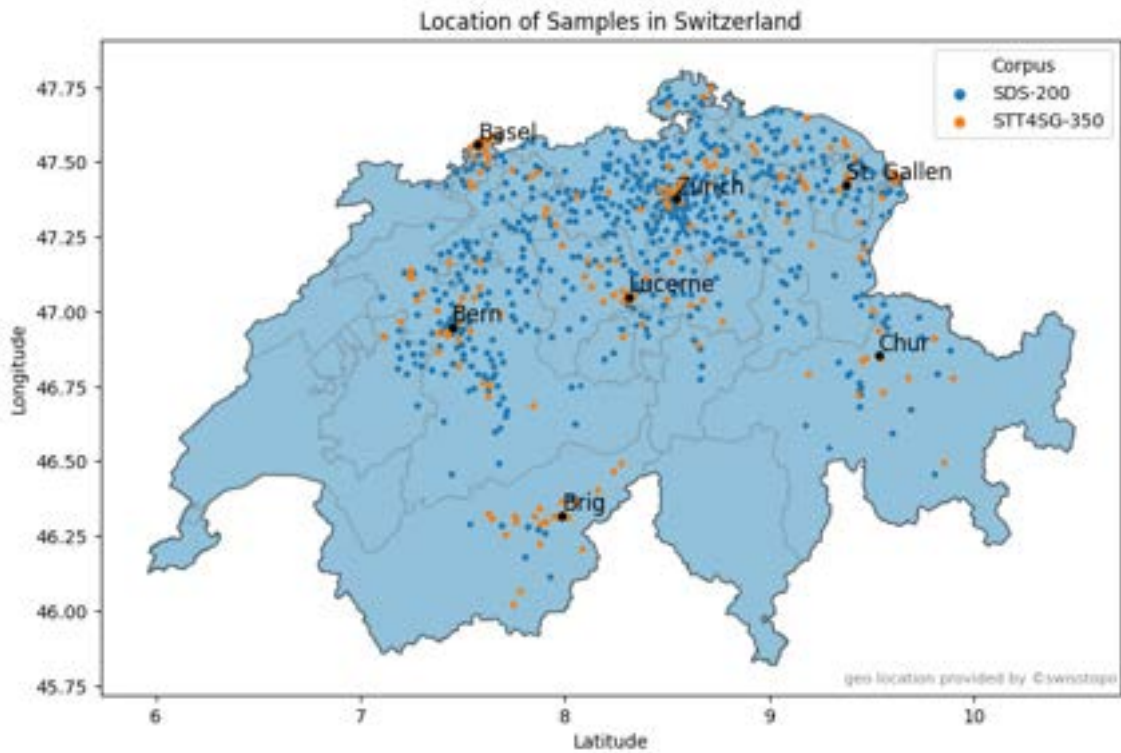 Location of Samples in Switzerland
Corpus
SDS-200
STT4SG-350
47.75
47.50
47.25
47.00
46.75
46.50
46.25
46.00
45.75
Longitude
Basel
Zurich
St. Gallen
Lucerne
Bern
Chur
Brig
geo location provided by ©swisstopo
6
7
8
9
10
Latitude